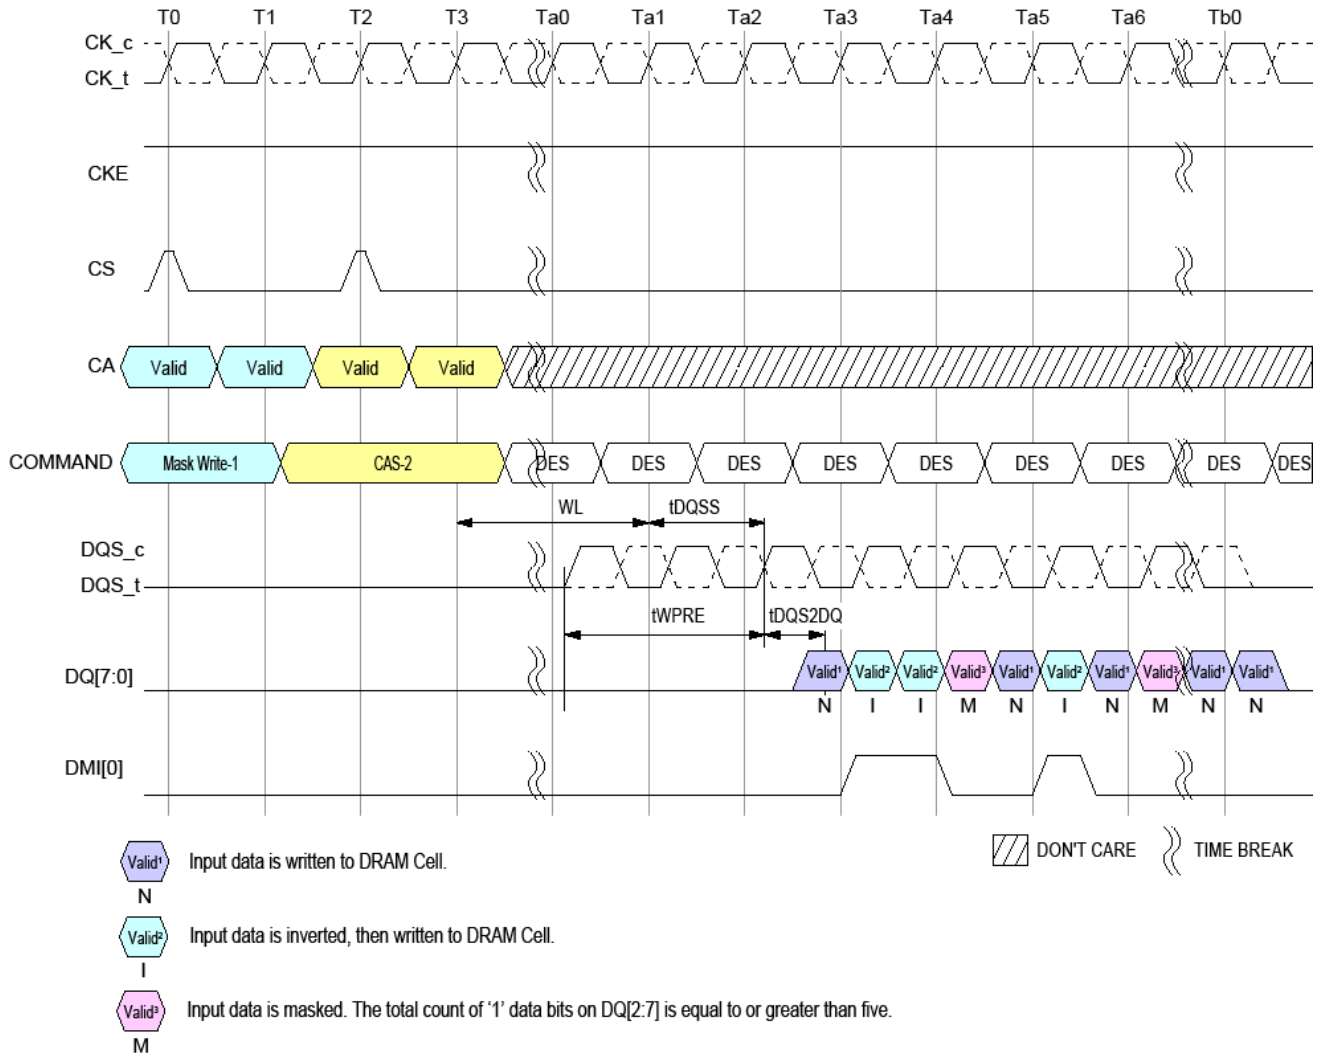 T0 T1 T2 T3 Ta0 Ta1 Ta2 Ta3 Ta4 Ta5 Ta6 Tb0
CK_c
CK_t
CKE
CS
CA Valid Valid Valid Valid
COMMAND Mask Write-1 CAS-2 DES DES DES DES DES DES DES DES DES
WL tDQSS
DQS_c
DQS_t
tWPRE tDQS2DQ
DQ[7:0] Valid¹ Valid² Valid² Valid³ Valid¹ Valid² Valid¹ Valid³ Valid¹ Valid¹
N I I M N I N M N N
DMI[0]
Valid¹ Input data is written to DRAM Cell. DON'T CARE TIME BREAK
N
Valid² Input data is inverted, then written to DRAM Cell.
I
Valid³ Input data is masked. The total count of ‘1’ data bits on DQ[2:7] is equal to or greater than five.
M